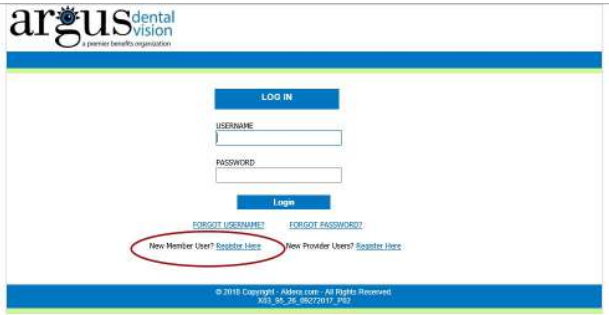 argus dental
vision
a premier benefits organization
LOG IN
USERNAME
PASSWORD
Login
FORGOT USERNAME? FORGOT PASSWORD?
New Member User? Register Here New Provider Users? Register Here
© 2018 Copyright - Aldera.com - All Rights Reserved.
X03_95_26_09272017_P02